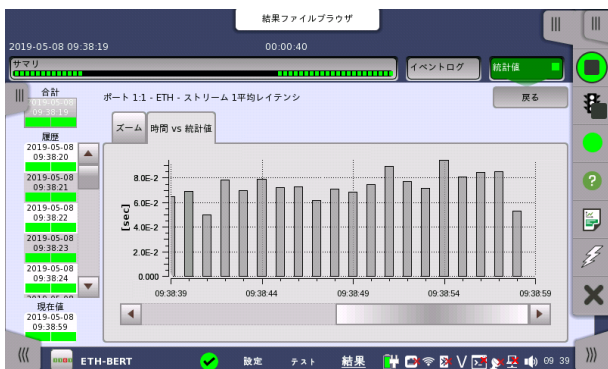 結果ファイルブラウザ
2019-05-08 09:38:19
00:00:40
サマリ
イベントログ
統計値
合計
2019-05-08
09:38:19
ポート 1:1 - ETH - ストリーム 1平均レイテンシ
戻る
ズーム
時間 vs 統計値
履歴
2019-05-08
09:38:20
2019-05-08
09:38:21
2019-05-08
09:38:22
2019-05-08
09:38:23
2019-05-08
09:38:24
現在値
2019-05-08
09:38:59
[sec]
8.0E-2
6.0E-2
4.0E-2
2.0E-2
0.000
09:38:39
09:38:44
09:38:49
09:38:54
09:38:59
ETH-BERT
設定
テスト
結果
09 39